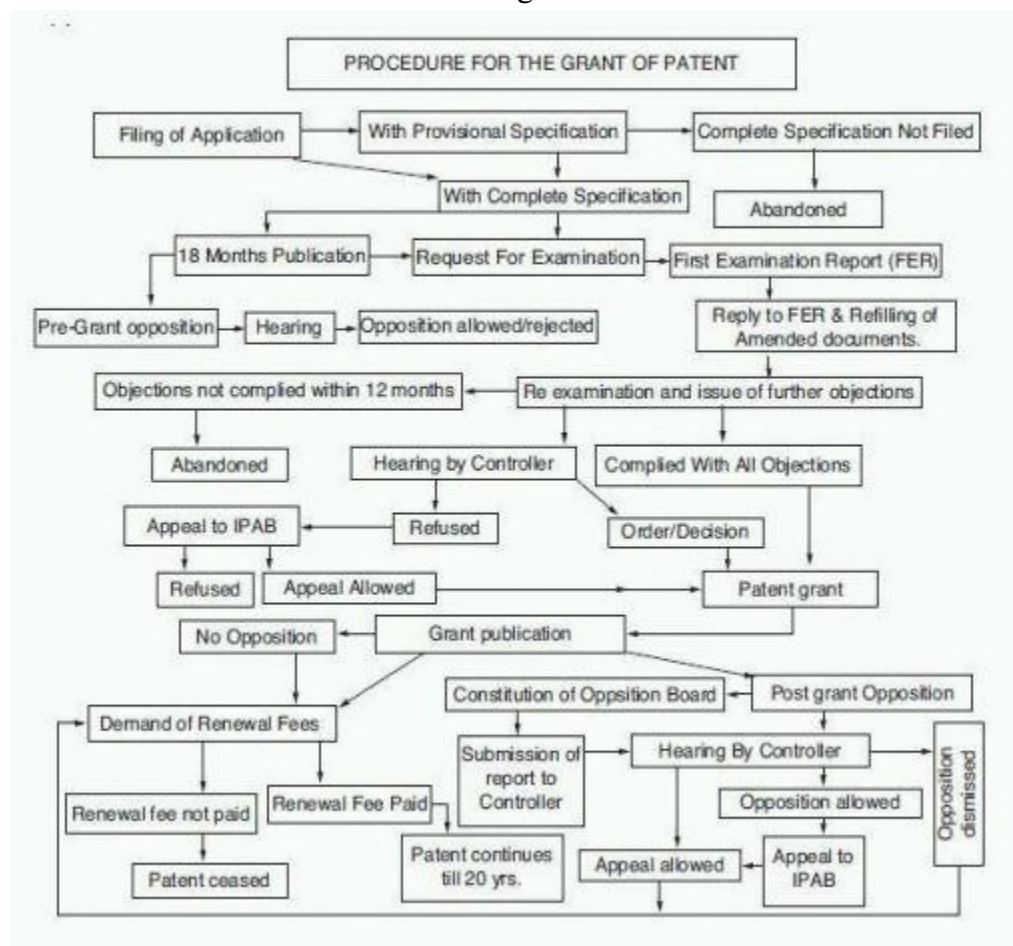 PROCEDURE FOR THE GRANT OF PATENT
Filing of Application
With Provisional Specification
Complete Specification Not Filed
With Complete Specification
Abandoned
18 Months Publication
Request For Examination
First Examination Report (FER)
Pre-Grant opposition
Hearing
Opposition allowed/rejected
Reply to FER & Refilling of
Amended documents.
Objections not complied within 12 months
Re examination and issue of further objections
Abandoned
Hearing by Controller
Complied With All Objections
Appeal to IPAB
Refused
Order/Decision
Refused
Appeal Allowed
Patent grant
No Opposition
Grant publication
Constitution of Oppsition Board
Post grant Opposition
Demand of Renewal Fees
Submission of
report to
Controller
Hearing By Controller
Opposition
dismissed
Renewal fee not paid
Renewal Fee Paid
Opposition allowed
Patent ceased
Patent continues
till 20 yrs.
Appeal allowed
Appeal to
IPAB